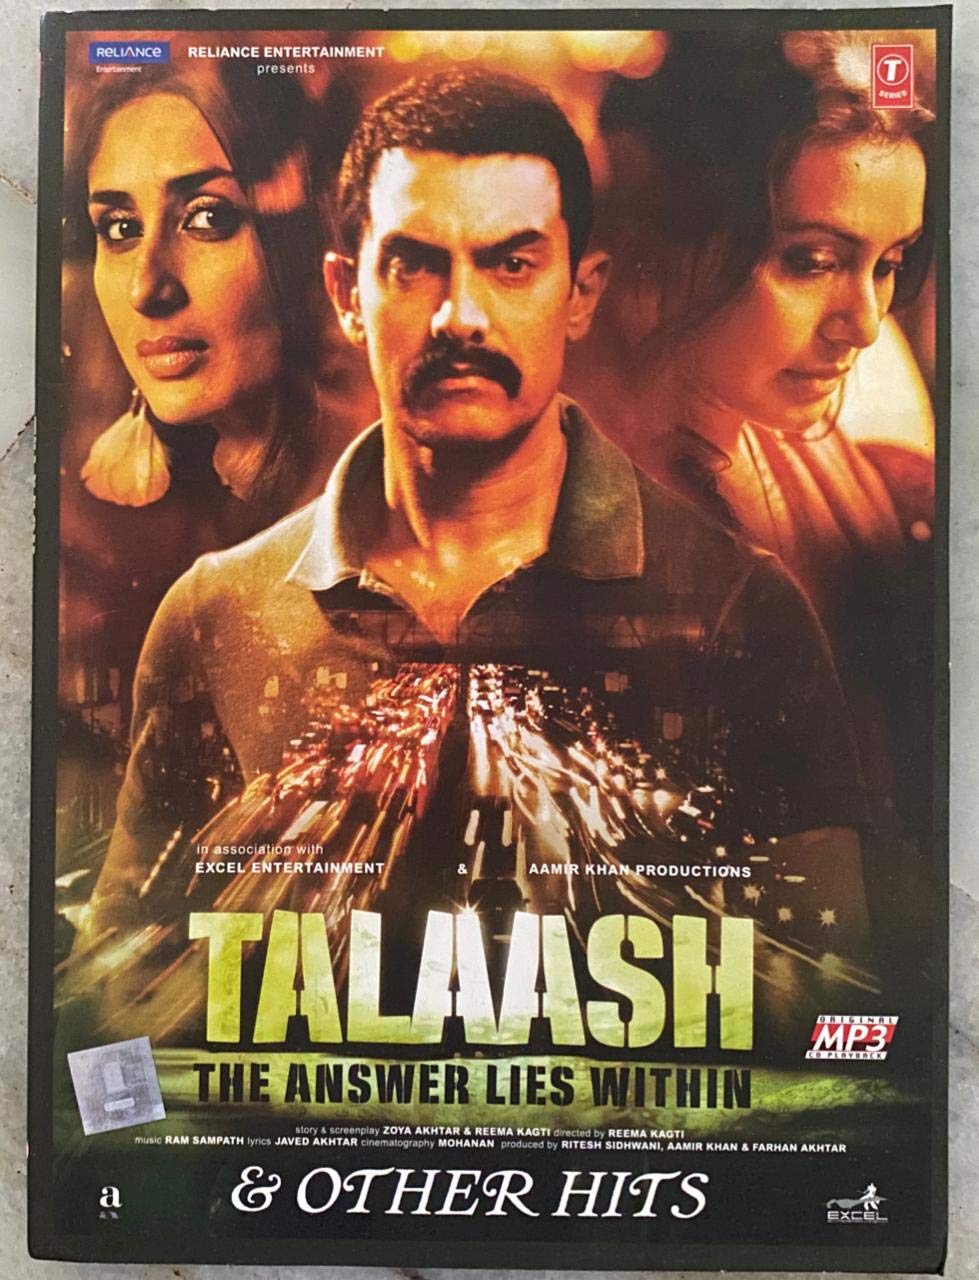 RELIANCE
Entertainment
RELIANCE ENTERTAINMENT
presents
T
SERIES
in association with
EXCEL ENTERTAINMENT & AAMIR KHAN PRODUCTIONS
TALAASH
THE ANSWER LIES WITHIN
ORIGINAL
MP3
CD PLAYBACK
story & screenplay ZOYA AKHTAR & REEMA KAGTI directed by REEMA KAGTI
music RAM SAMPATH lyrics JAVED AKHTAR cinematography MOHANAN produced by RITESH SIDHWANI, AAMIR KHAN & FARHAN AKHTAR
& OTHER HITS
a
EXCEL